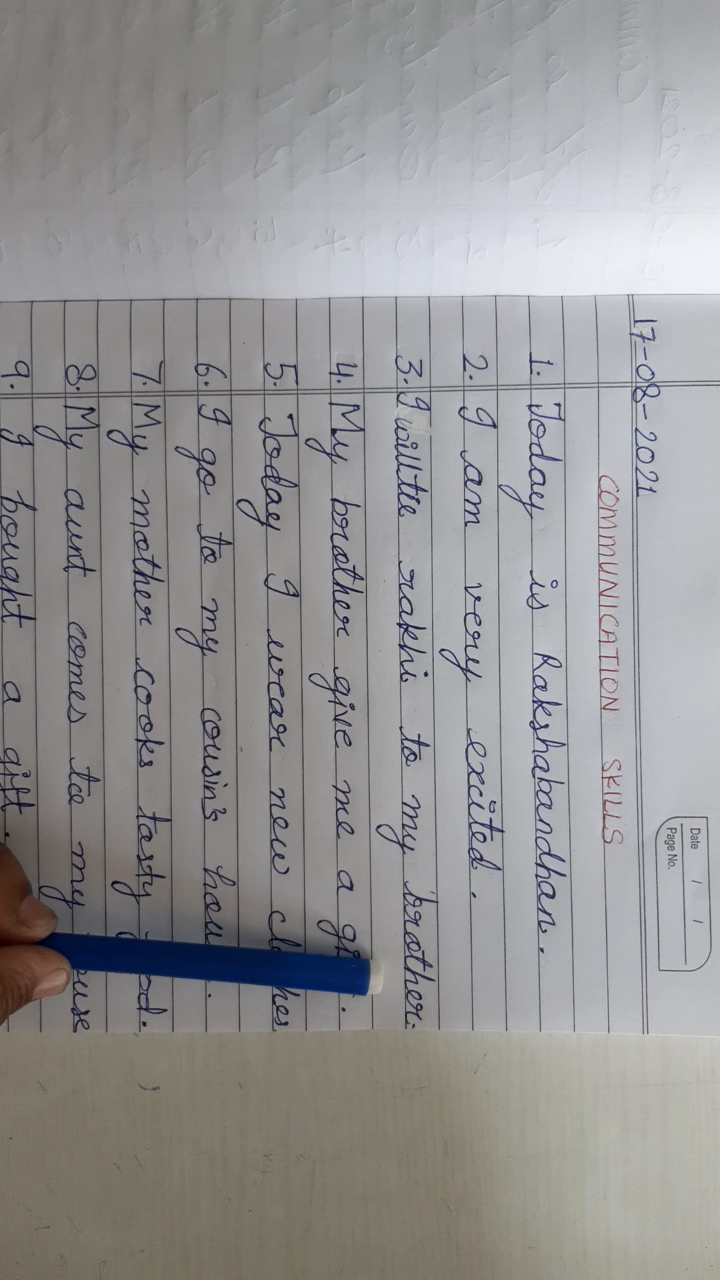 Date / /
Page No.
17-08-2021
COMMUNICATION SKILLS
1. Today is Rakshabandhan.
2. I am very excited.
3. I will tie rakhi to my brother.
4. My brother give me a
5. Today I wear new
6. I go to my cousin's
7. My mother cooks tasty
8. My aunt comes to my
9. I bought a gift.